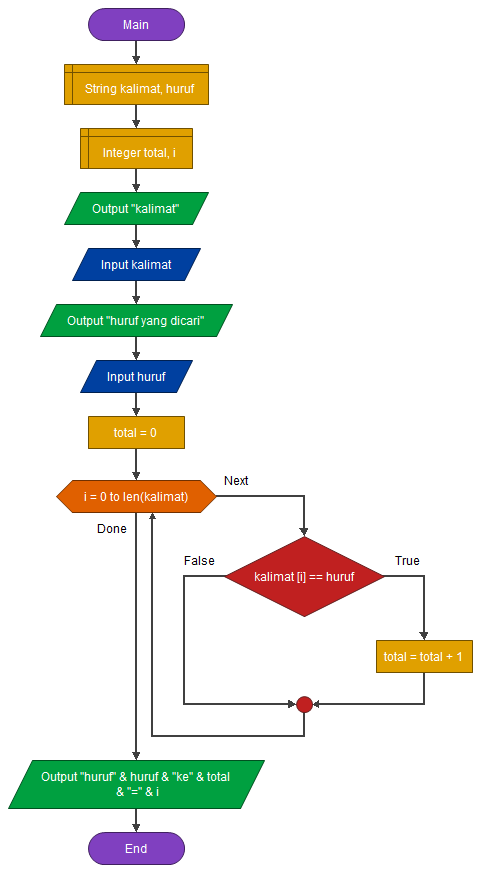 Main
String kalimat, huruf
Integer total, i
Output "kalimat"
Input kalimat
Output "huruf yang dicari"
Input huruf
total = 0
i = 0 to len(kalimat)
Next
Done
False
kalimat [i] == huruf
True
total = total + 1
Output "huruf" & huruf & "ke" & total
& "=" & i
End